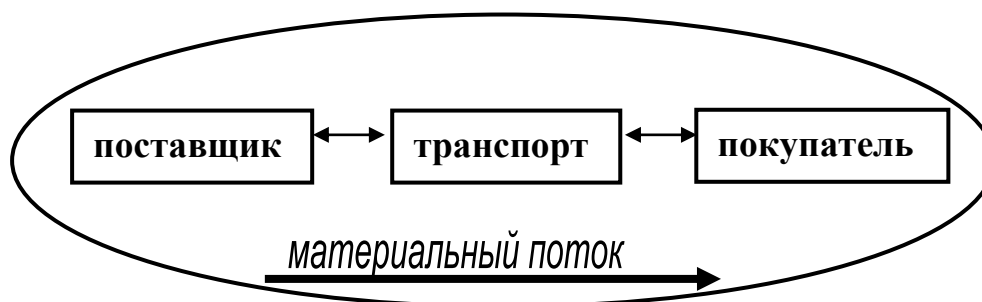 поставщик транспорт покупатель
материальный поток